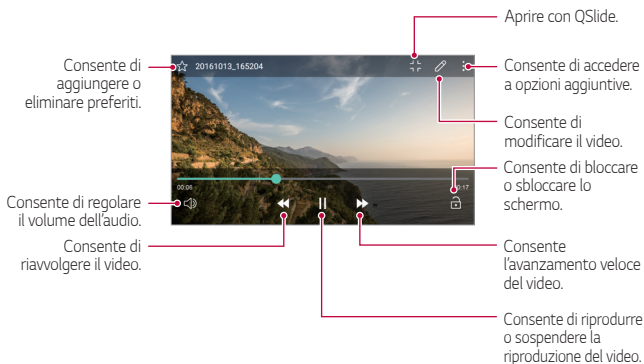 Aprire con QSlide.
Consente di
aggiungere o
eliminare preferiti.
20161013_165204
Consente di accedere
a opzioni aggiuntive.
Consente di
modificare il video.
Consente di bloccare
o sbloccare lo
schermo.
00:06
0:17
Consente di regolare
il volume dell'audio.
Consente di
riavvolgere il video.
Consente
l'avanzamento veloce
del video.
Consente di riprodurre
o sospendere la
riproduzione del video.